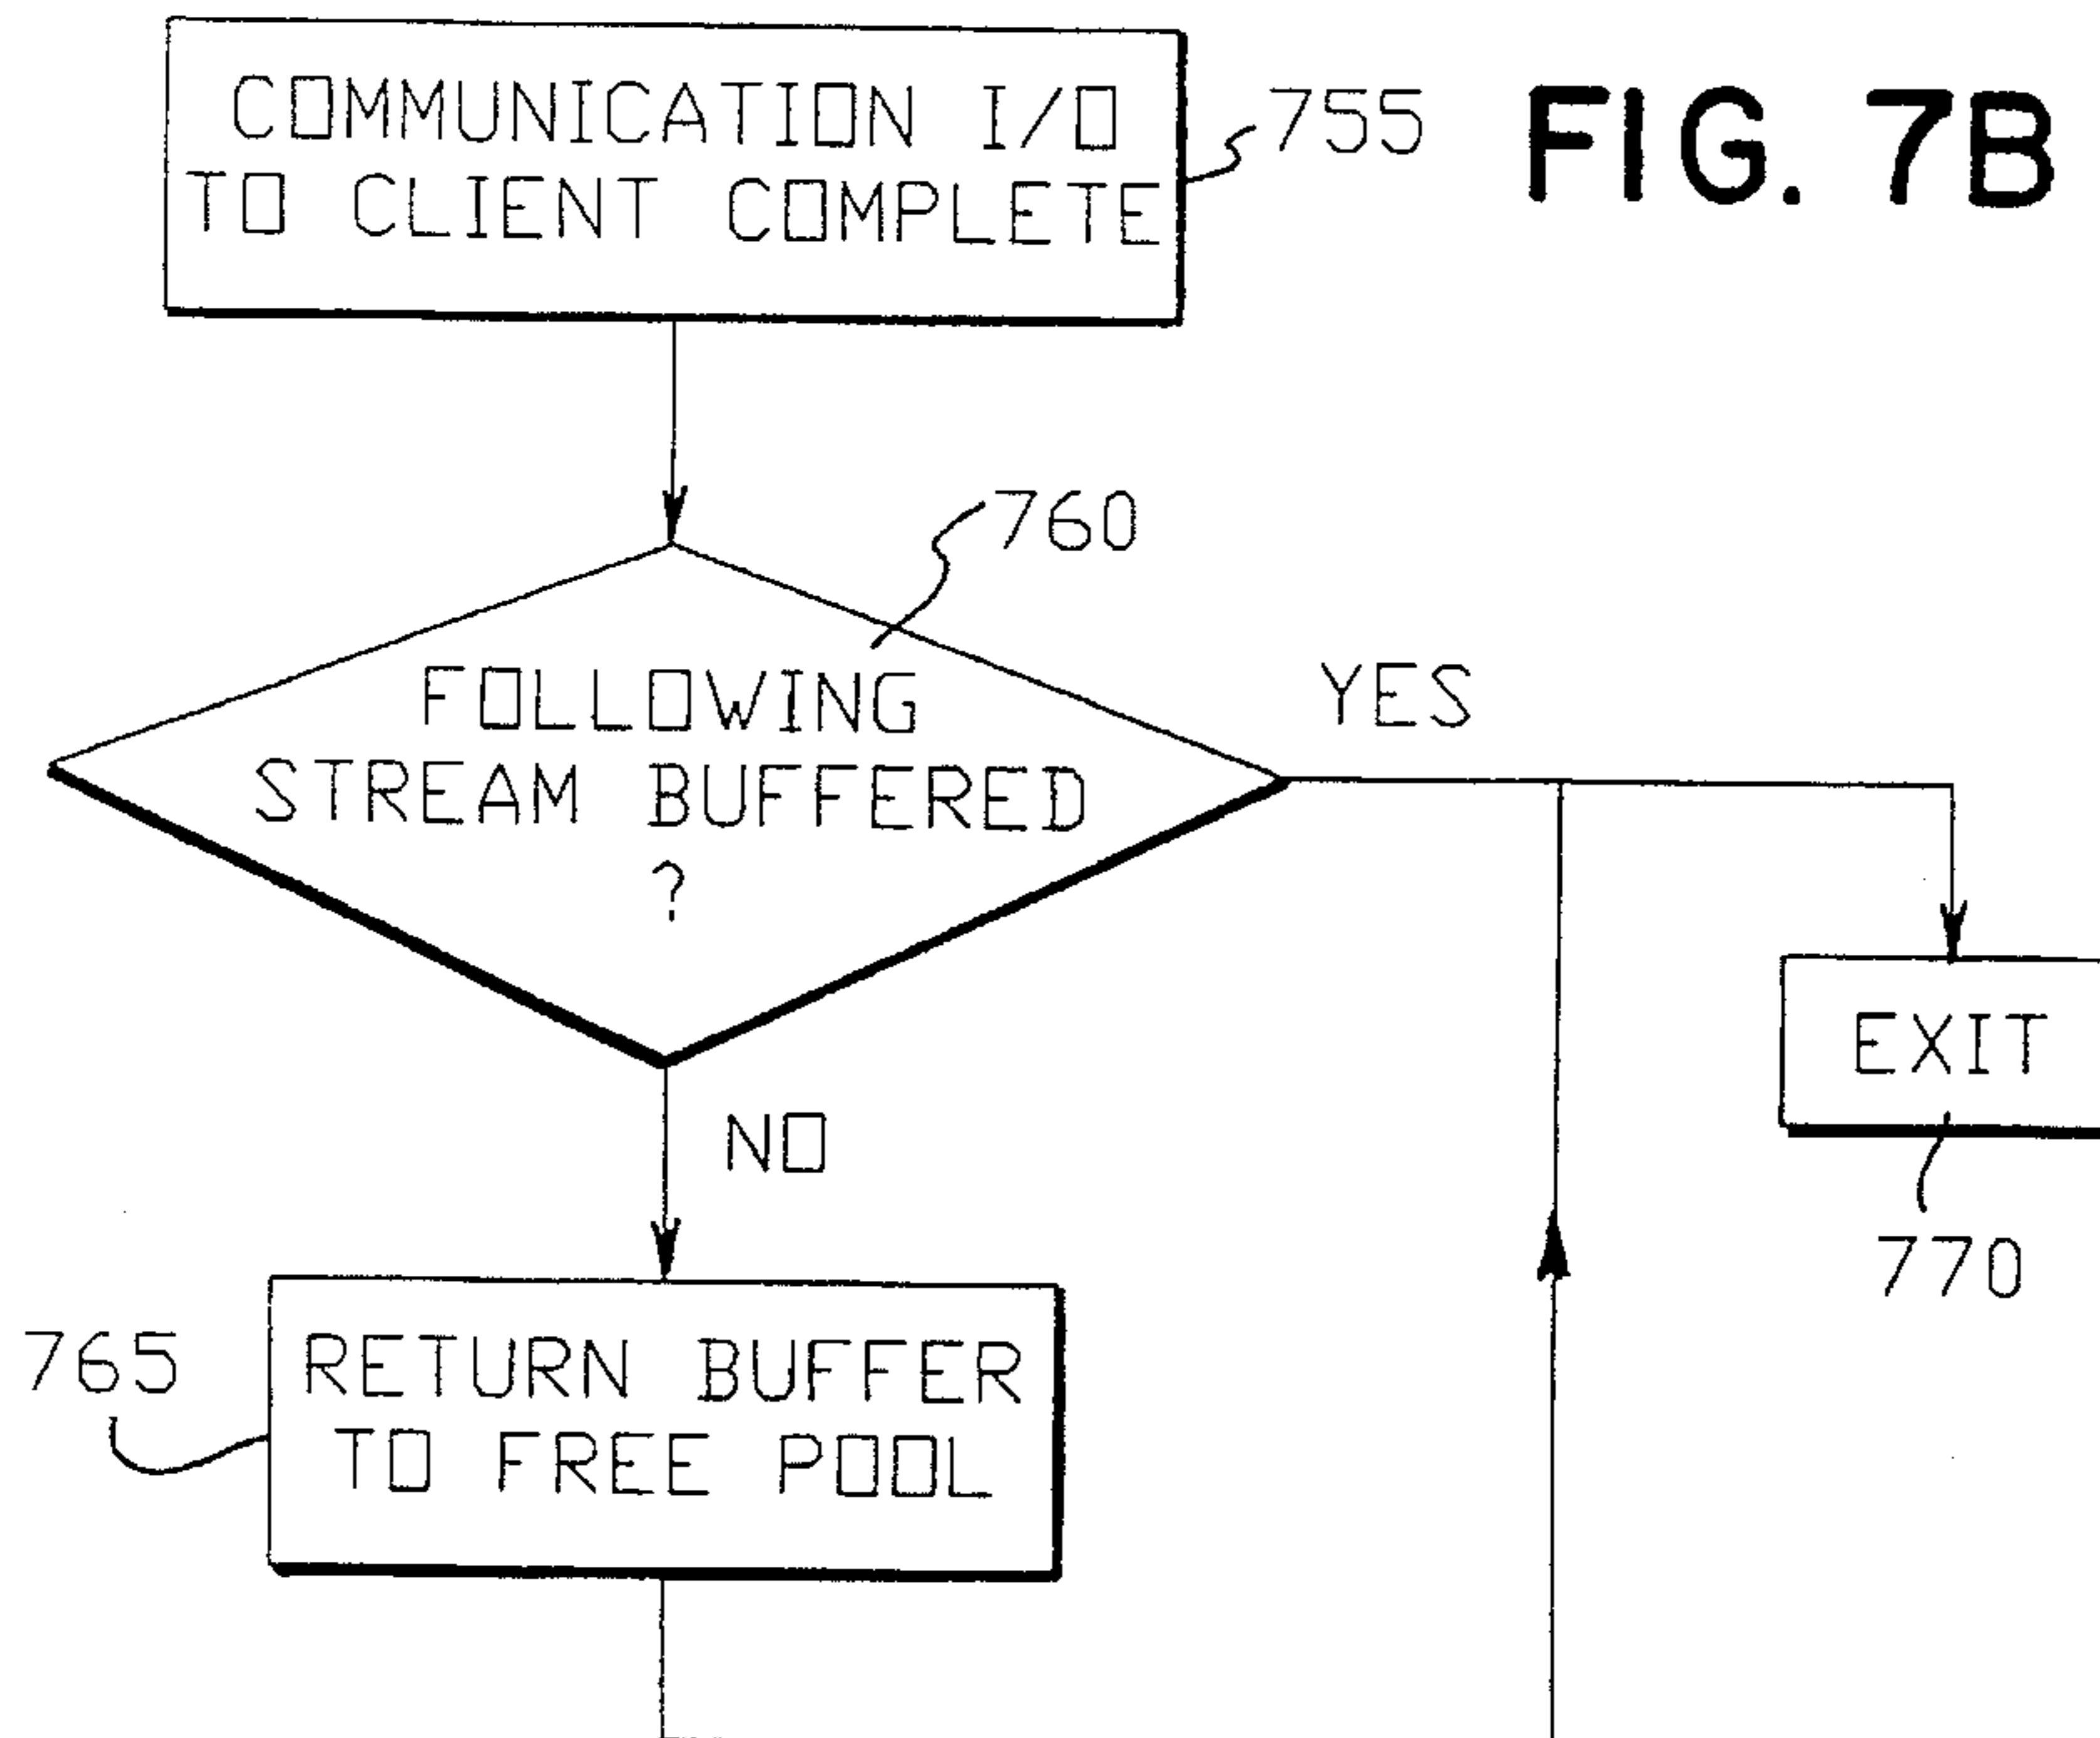 COMMUNICATION I/O
TO CLIENT COMPLETE
755
FIG. 7B
760
FOLLOWING
STREAM BUFFERED
?
YES
NO
EXIT
770
765
RETURN BUFFER
TO FREE POOL